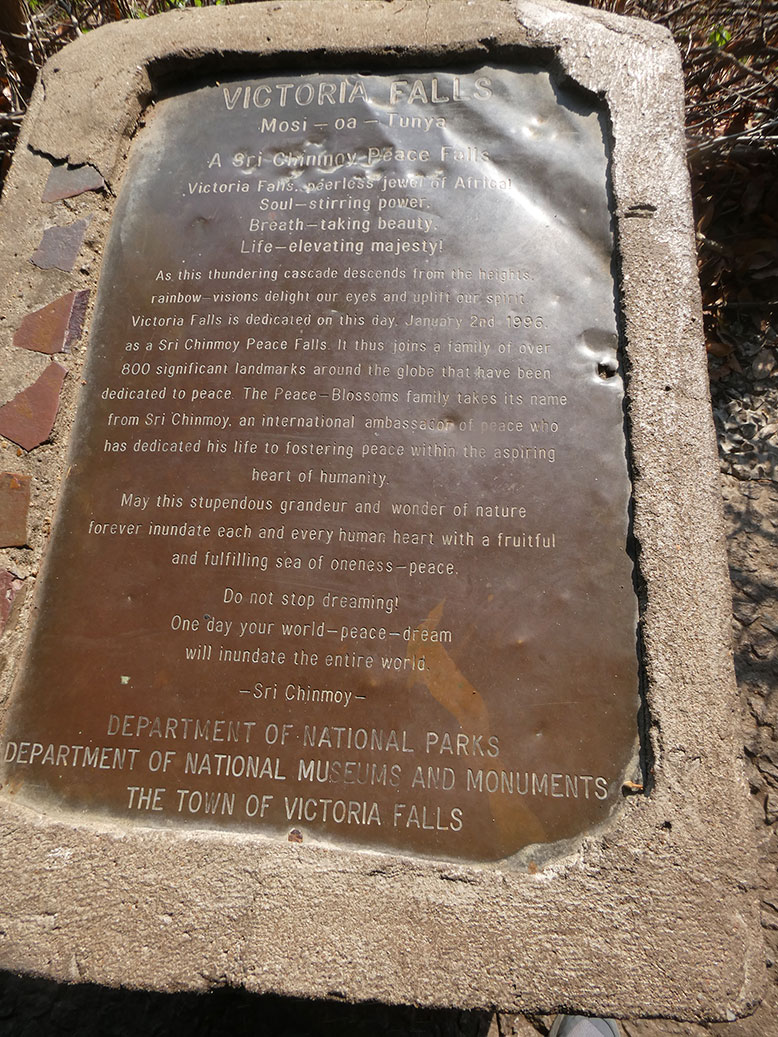 VICTORIA FALLS
Mosi-oa-Tunya
A Sri Chinmoy Peace Falls
Victoria Falls, peerless jewel of Africa!
Soul-stirring power.
Breath-taking beauty.
Life-elevating majesty!
As this thundering cascade descends from the heights,
rainbow-visions delight our eyes and uplift our spirit.
Victoria Falls is dedicated on this day, January 2nd 1996,
as a Sri Chinmoy Peace Falls. It thus joins a family of over
800 significant landmarks around the globe that have been
dedicated to peace. The Peace-Blossoms family takes its name
from Sri Chinmoy, an international ambassador of peace who
has dedicated his life to fostering peace within the aspiring
heart of humanity.
May this stupendous grandeur and wonder of nature
forever inundate each and every human heart with a fruitful
and fulfilling sea of oneness-peace.
Do not stop dreaming!
One day your world-peace-dream
will inundate the entire world.
-Sri Chinmoy-
DEPARTMENT OF NATIONAL PARKS
DEPARTMENT OF NATIONAL MUSEUMS AND MONUMENTS
THE TOWN OF VICTORIA FALLS